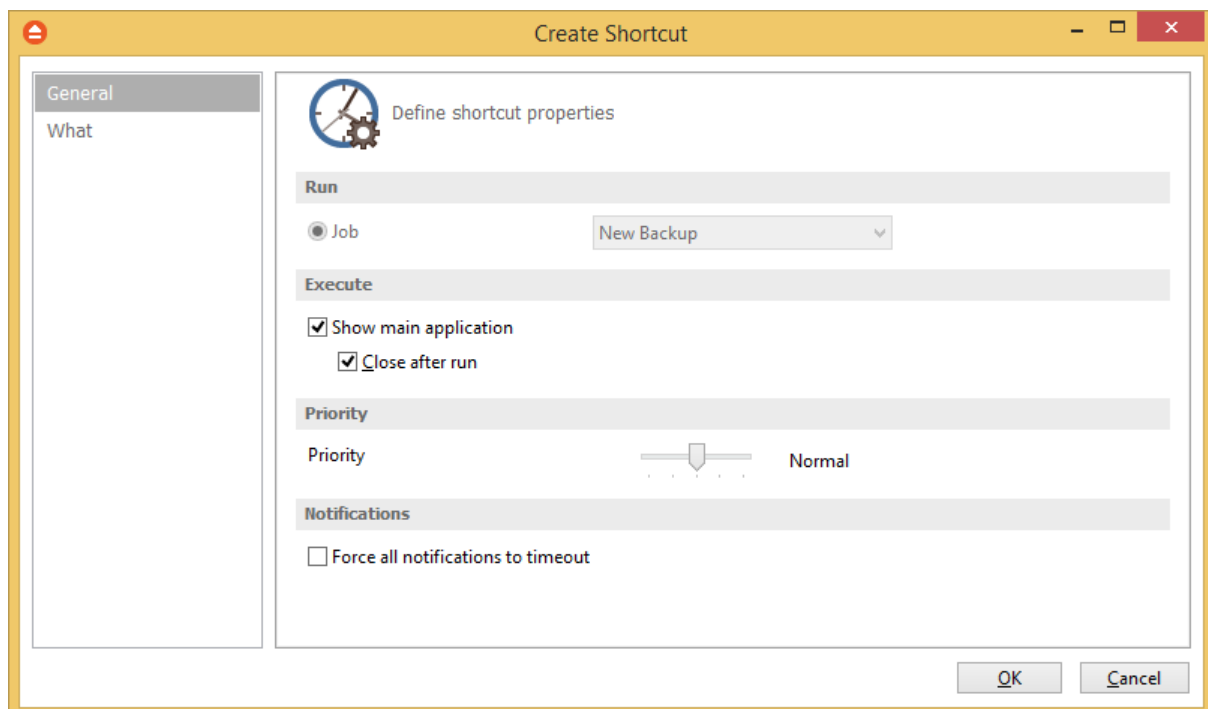 Create Shortcut
General
What
Define shortcut properties
Run
Job
New Backup
Execute
Show main application
Close after run
Priority
Priority
Normal
Notifications
Force all notifications to timeout
OK
Cancel